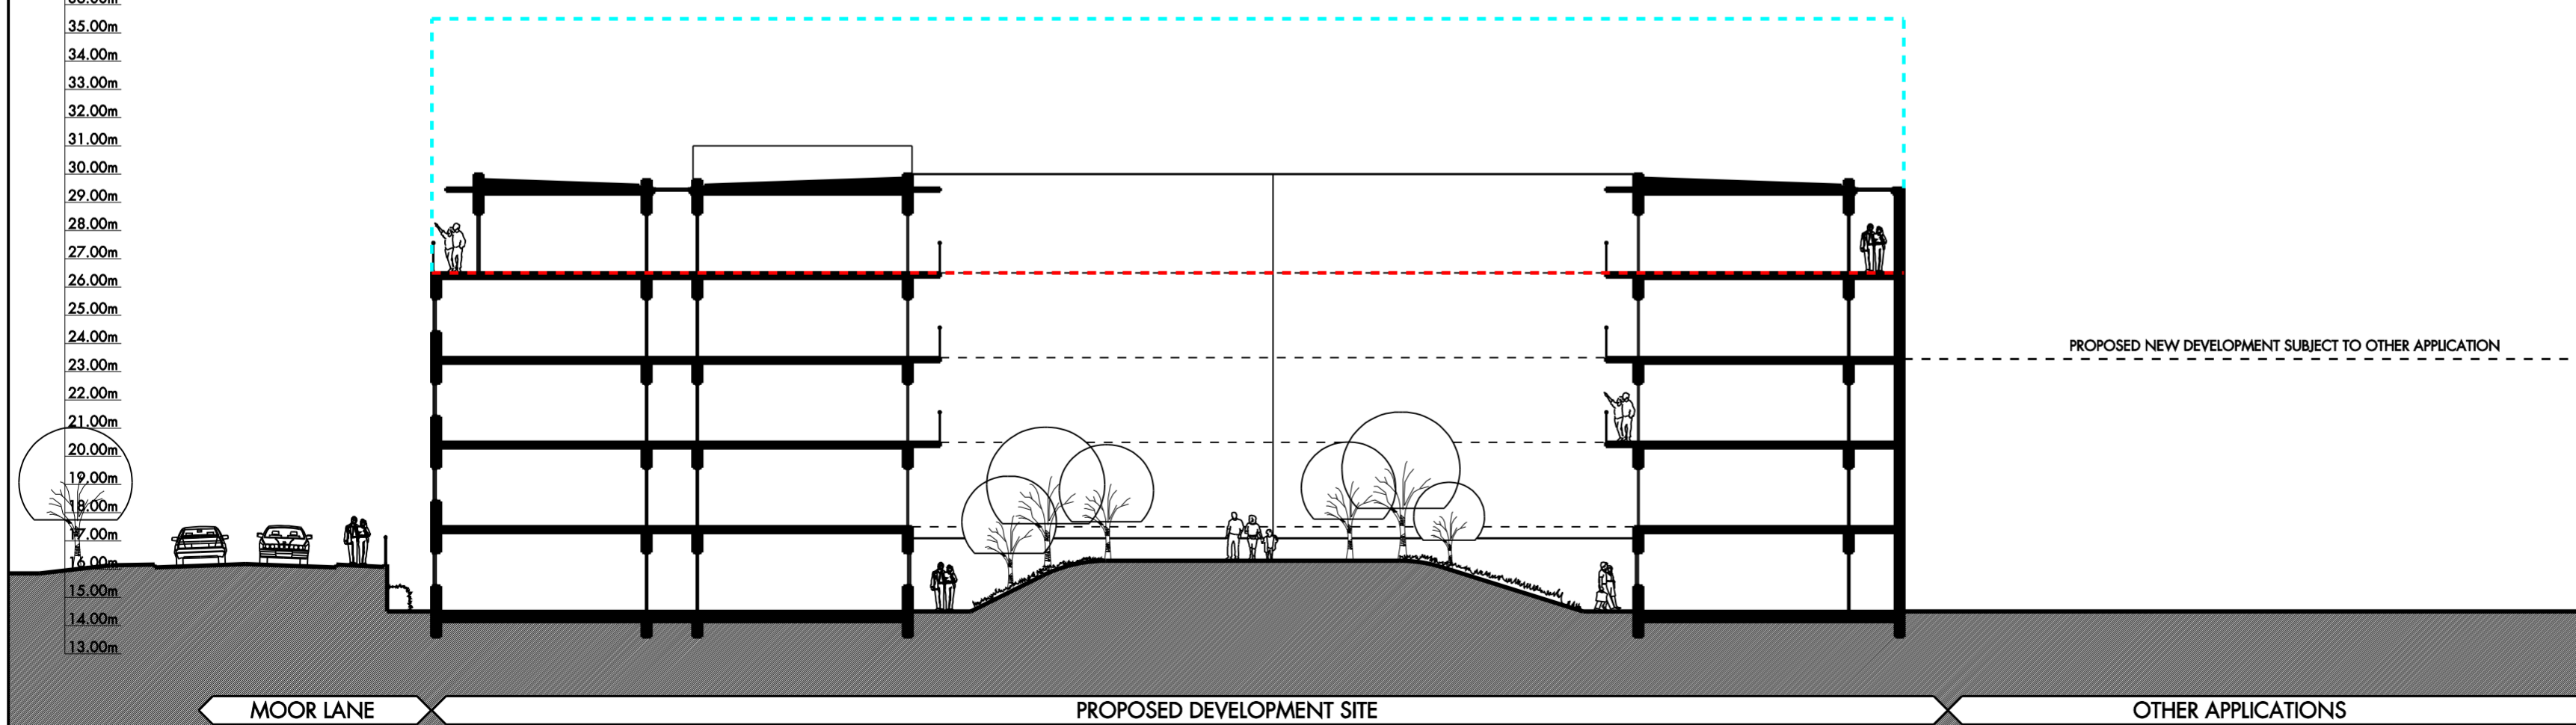 35.00m
34.00m
33.00m
32.00m
31.00m
30.00m
29.00m
28.00m
27.00m
26.00m
25.00m
24.00m
23.00m
22.00m
21.00m
20.00m
19.00m
18.00m
17.00m
16.00m
15.00m
14.00m
13.00m
PROPOSED NEW DEVELOPMENT SUBJECT TO OTHER APPLICATION
MOOR LANE
PROPOSED DEVELOPMENT SITE
OTHER APPLICATIONS